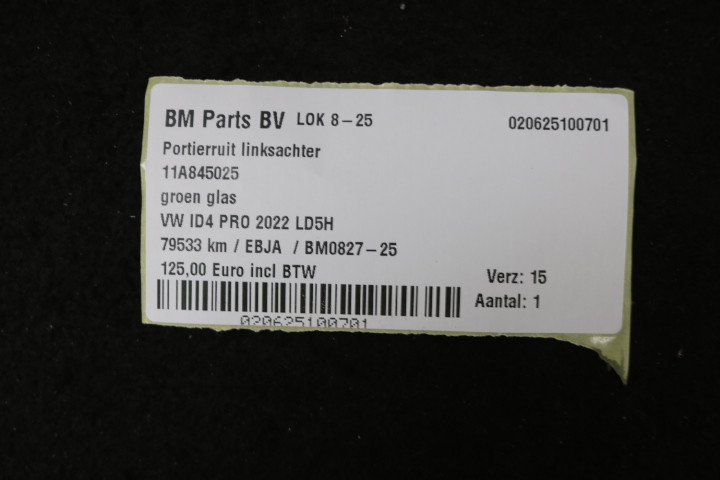 BM Parts BV LOK 8-25 020625100701
Portierruit linksachter
11A845025
groen glas
VW ID4 PRO 2022 LD5H
79533 km / EBJA / BM0827-25
125,00 Euro incl BTW Verz: 15
Aantal: 1
020625100701